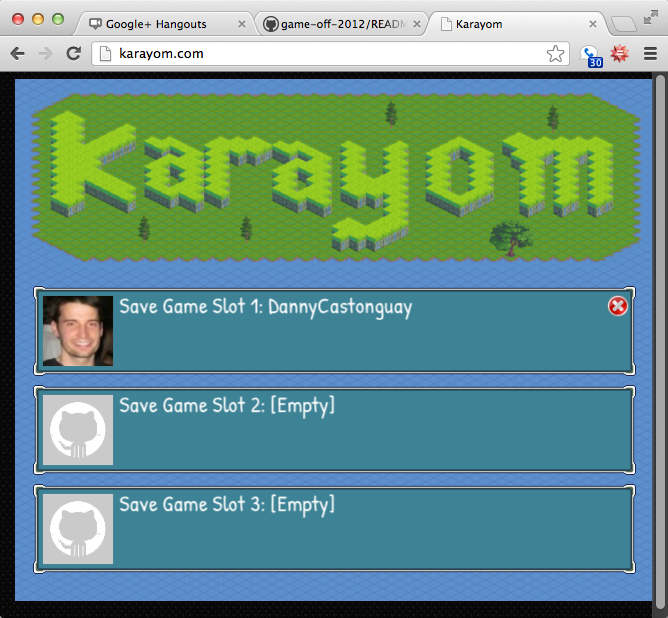 Google+ Hangouts
game-off-2012/READM
Karayom
karayom.com
30
karayom
Save Game Slot 1: DannyCastonguay
Save Game Slot 2: [Empty]
Save Game Slot 3: [Empty]